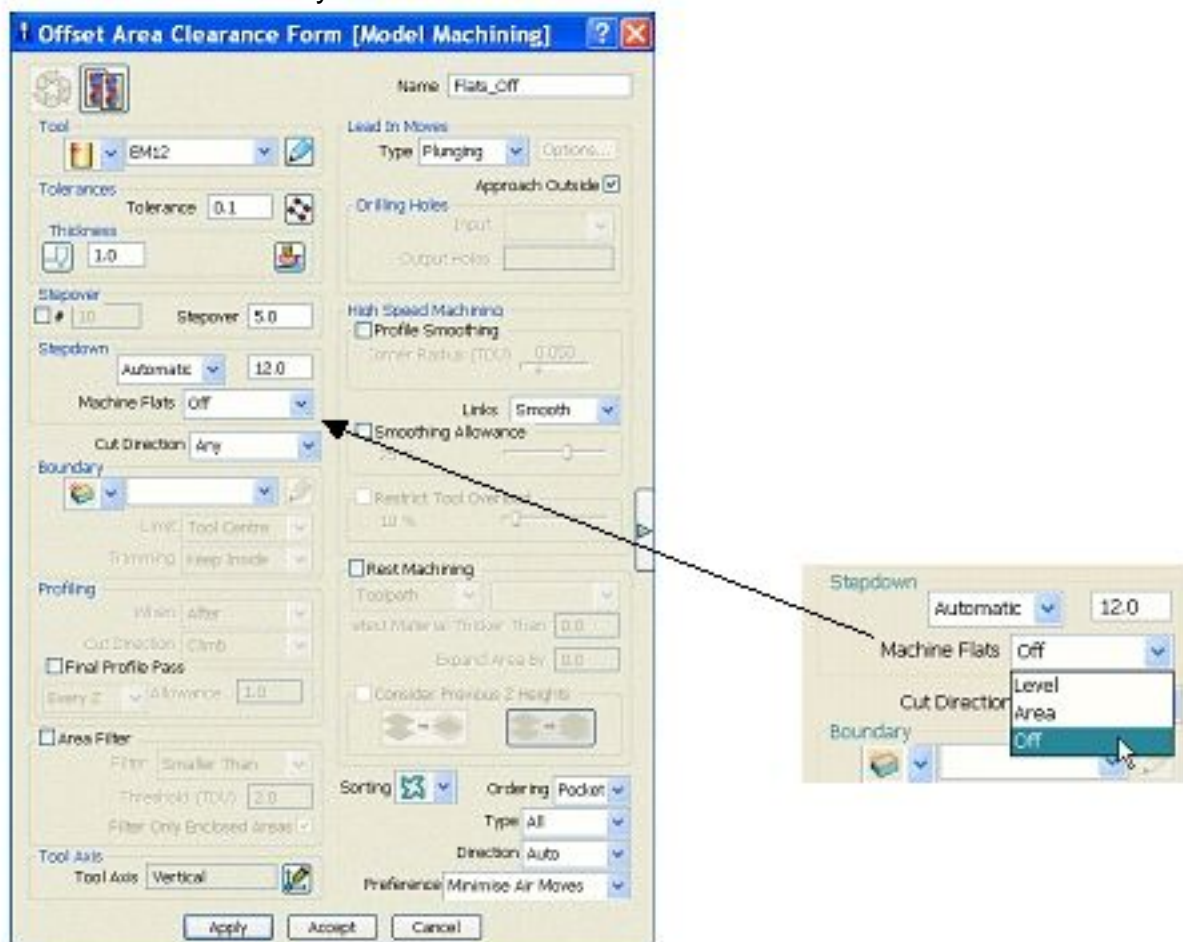 Offset Area Clearance Form [Model Machining]
Name Flats_Off
Tool
EM12
Tolerances
Tolerance 0.1
Thickness
1.0
Stepover
# 10 Stepover 5.0
Stepdown
Automatic 12.0
Machine Flats Off
Cut Direction Any
Boundary
Limit Tool Centre
Trimming Keep Inside
Profiling
When After
Cut Direction Climb
Final Profile Pass
Every Z Allowance 1.0
Area Filter
Filter Smaller Than
Threshold (TDU) 2.0
Filter Only Enclosed Areas
Tool Axis
Tool Axis Vertical
Lead In Moves
Type Plunging Options...
Approach Outside
Drilling Holes
Input
Output Holes
High Speed Machining
Profile Smoothing
Corner Radius (TDU) 0.050
Links Smooth
Smoothing Allowance
Restrict Tool
10 %
Rest Machining
Toolpath
Material Thicker Than 0.0
Expand Area by 0.0
Consider Previous Z Heights
Sorting Ordering Pocket
Type All
Direction Auto
Preference Minimise Air Moves
Apply Accept Cancel
Stepdown
Automatic 12.0
Machine Flats Off
Level
Area
Off
Cut Direction
Boundary